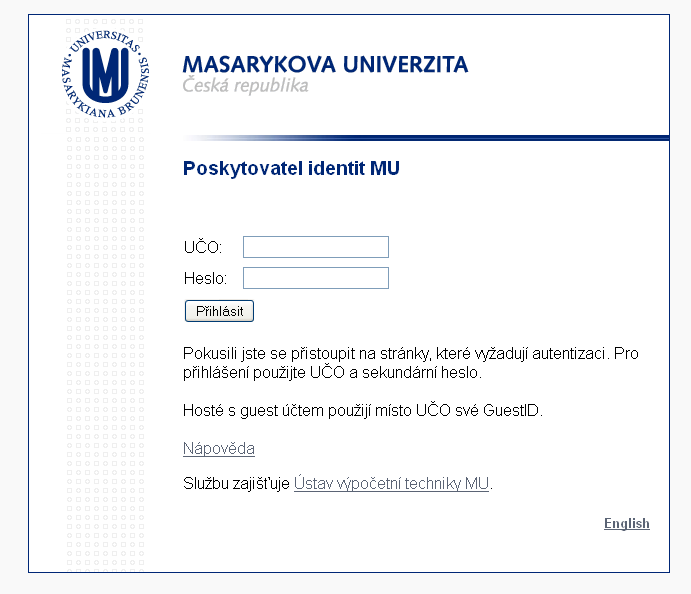 UNIVERSITAS MASARYKIANA BRUNENSIS
MASARYKOVA UNIVERZITA
Česká republika
Poskytovatel identit MU
UČO:
Heslo:
Přihlásit
Pokusili jste se přistoupit na stránky, které vyžadují autentizaci. Pro
přihlášení použijte UČO a sekundární heslo.
Hosté s guest účtem použijí místo UČO své GuestID.
Nápověda
Službu zajišťuje Ústav výpočetní techniky MU.
English